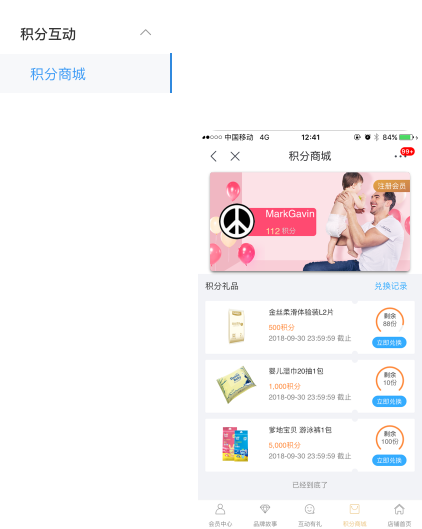 积分互动
积分商城
中国移动 4G 12:41 84%
积分商城
99+
注册会员
MarkGavin
112 积分
积分礼品 兑换记录
金丝柔滑体验装L2片
500积分
2018-09-30 23:59:59 截止
剩余
88份
立即兑换
婴儿湿巾20抽1包
1,000积分
2018-09-30 23:59:59 截止
剩余
10份
立即兑换
爹地宝贝 游泳裤1包
5,000积分
2018-09-30 23:59:59 截止
剩余
100份
立即兑换
已经到底了
会员中心 品牌故事 互动有礼 积分商城 店铺首页